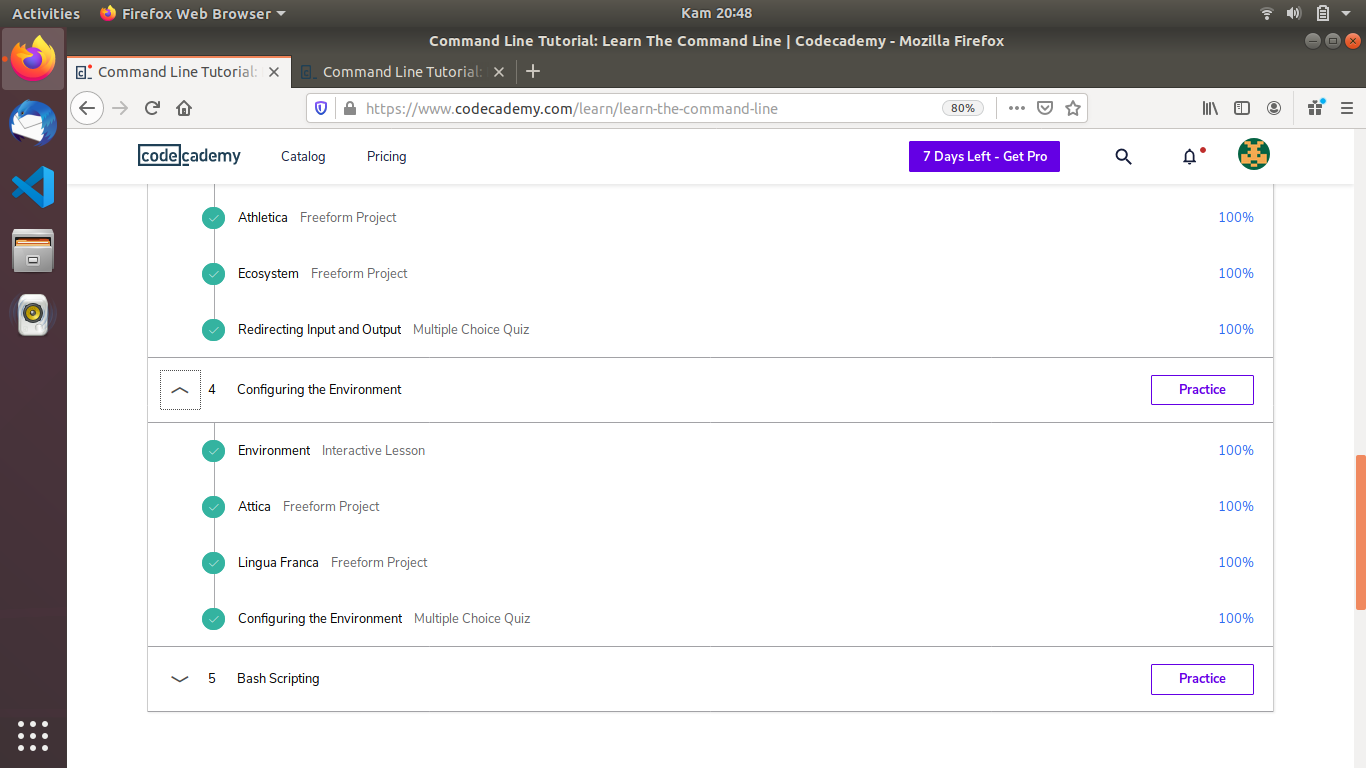 Activities Firefox Web Browser Kam 20:48
Command Line Tutorial: Learn The Command Line | Codecademy - Mozilla Firefox
Command Line Tutorial: Command Line Tutorial:
https://www.codecademy.com/learn/learn-the-command-line 80%
codecademy Catalog Pricing 7 Days Left - Get Pro
Athletica Freeform Project 100%
Ecosystem Freeform Project 100%
Redirecting Input and Output Multiple Choice Quiz 100%
4 Configuring the Environment Practice
Environment Interactive Lesson 100%
Attica Freeform Project 100%
Lingua Franca Freeform Project 100%
Configuring the Environment Multiple Choice Quiz 100%
5 Bash Scripting Practice